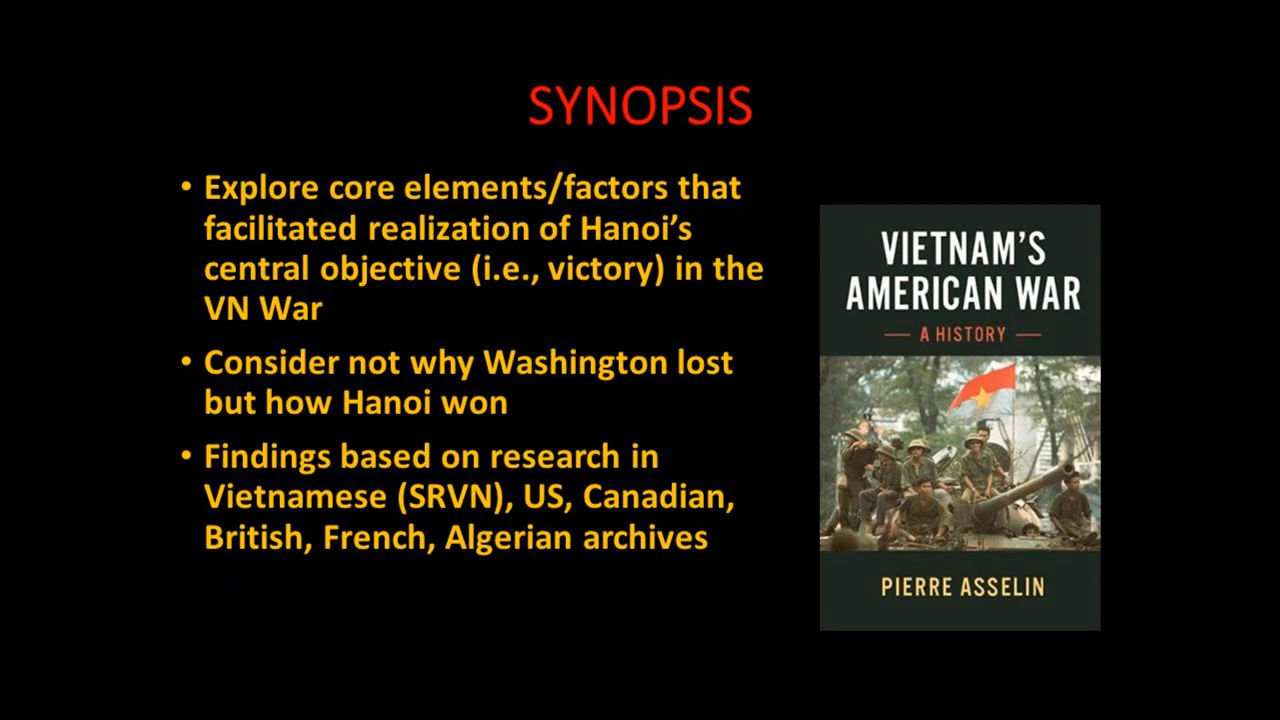 SYNOPSIS
• Explore core elements/factors that
facilitated realization of Hanoi's
central objective (i.e., victory) in the
VN War
• Consider not why Washington lost
but how Hanoi won
• Findings based on research in
Vietnamese (SRVN), US, Canadian,
British, French, Algerian archives
VIETNAM'S
AMERICAN WAR
— A HISTORY —
PIERRE ASSELIN